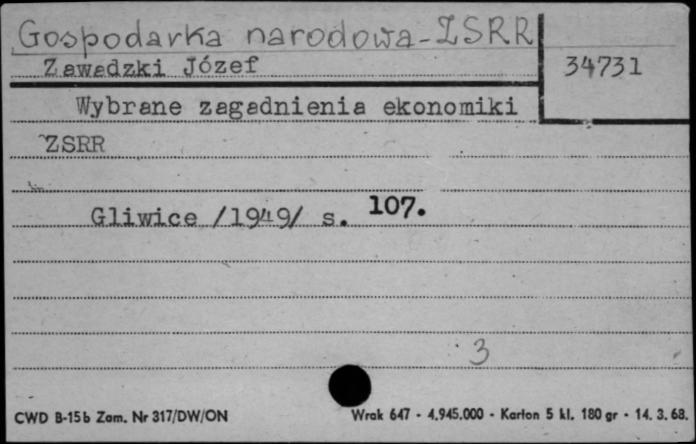 Gospodarka narodowa - ZSRR
Zawadzki Józef
34731
Wybrane zagadnienia ekonomiki
ZSRR
Gliwice /1949/ s. 107.
3
CWD B-15b Zam. Nr 317/DW/ON Wrak 647 • 4.945.000 • Karton 5 kl. 180 gr • 14. 3. 68.